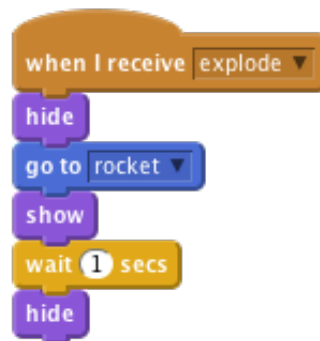 when I receive explode
hide
go to rocket
show
wait 1 secs
hide